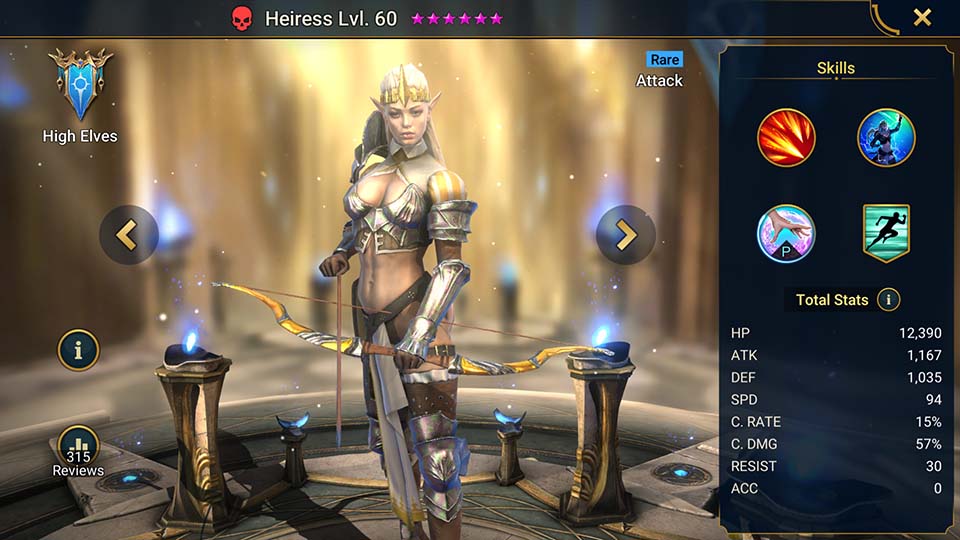 Heiress Lvl. 60
High Elves
Rare
Attack
Skills
P
Total Stats i
HP 12,390
ATK 1,167
DEF 1,035
SPD 94
C. RATE 15%
C. DMG 57%
RESIST 30
ACC 0
i
315
Reviews